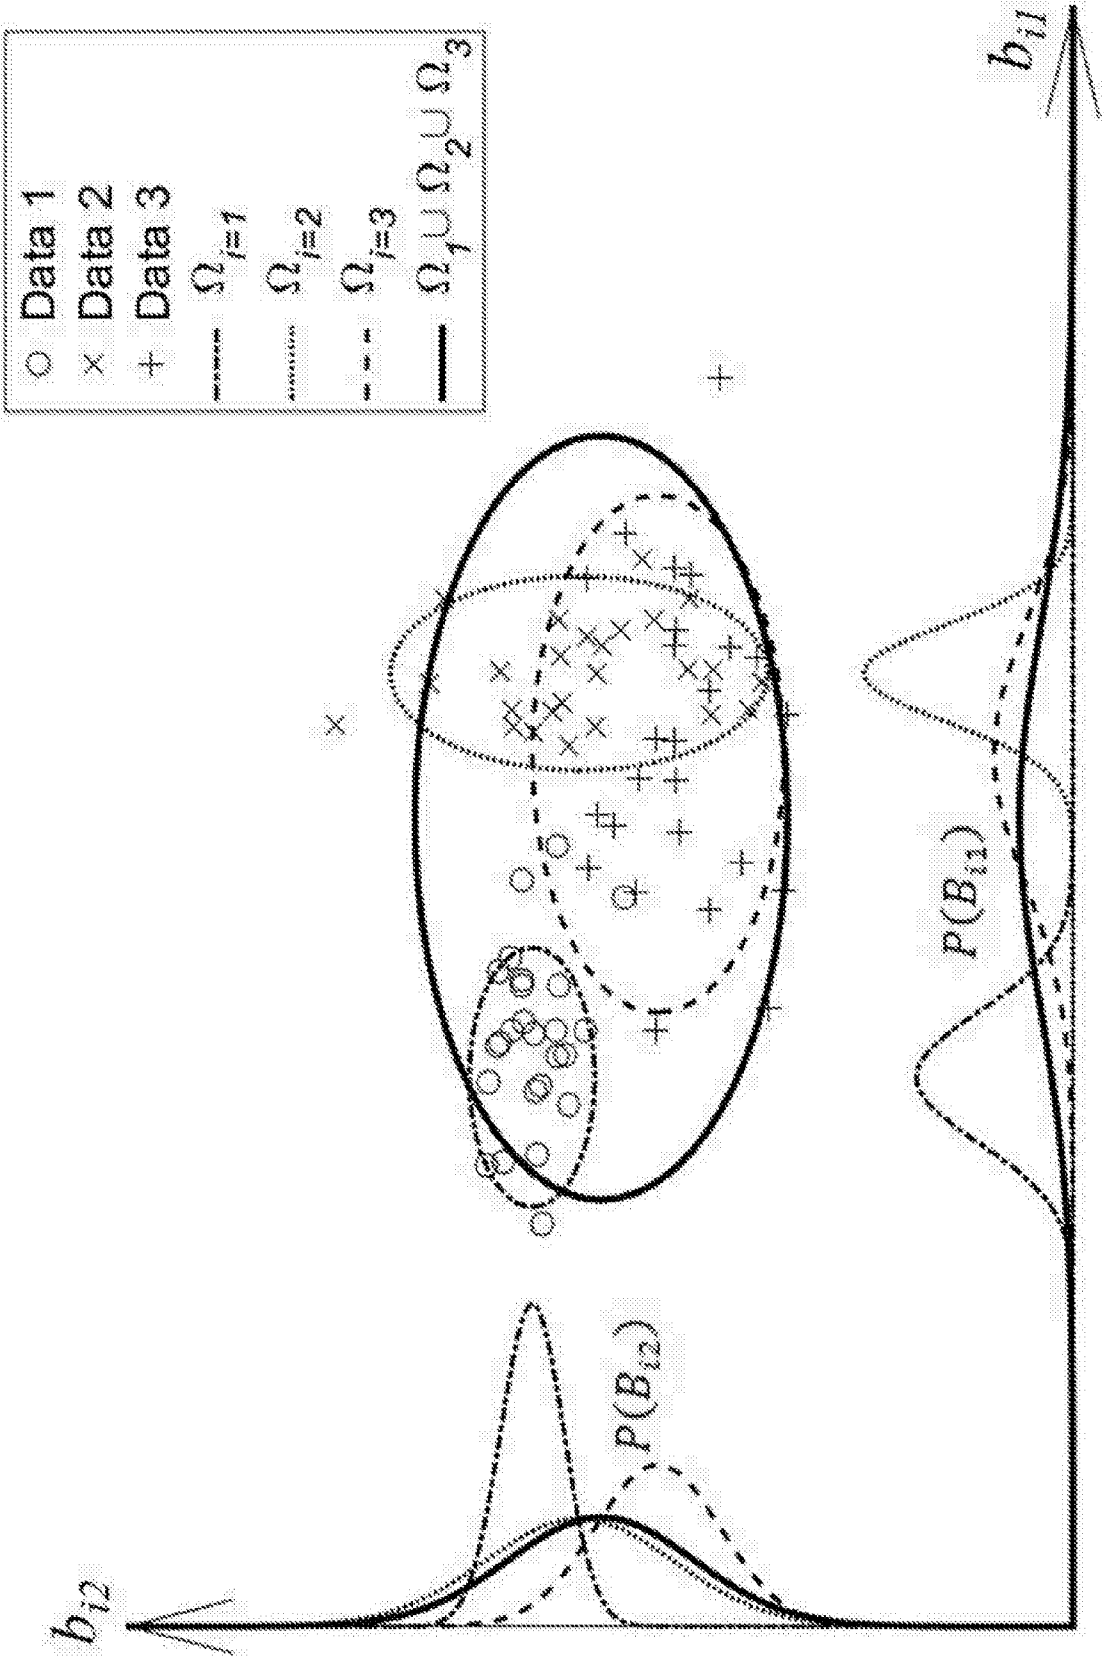 Data 1
Data 2
Data 3
Ω_{i=1}
Ω_{i=2}
Ω_{i=3}
Ω_1∪Ω_2∪Ω_3
b_{i2}
P(B_{i2})
P(B_{i1})
b_{i1}